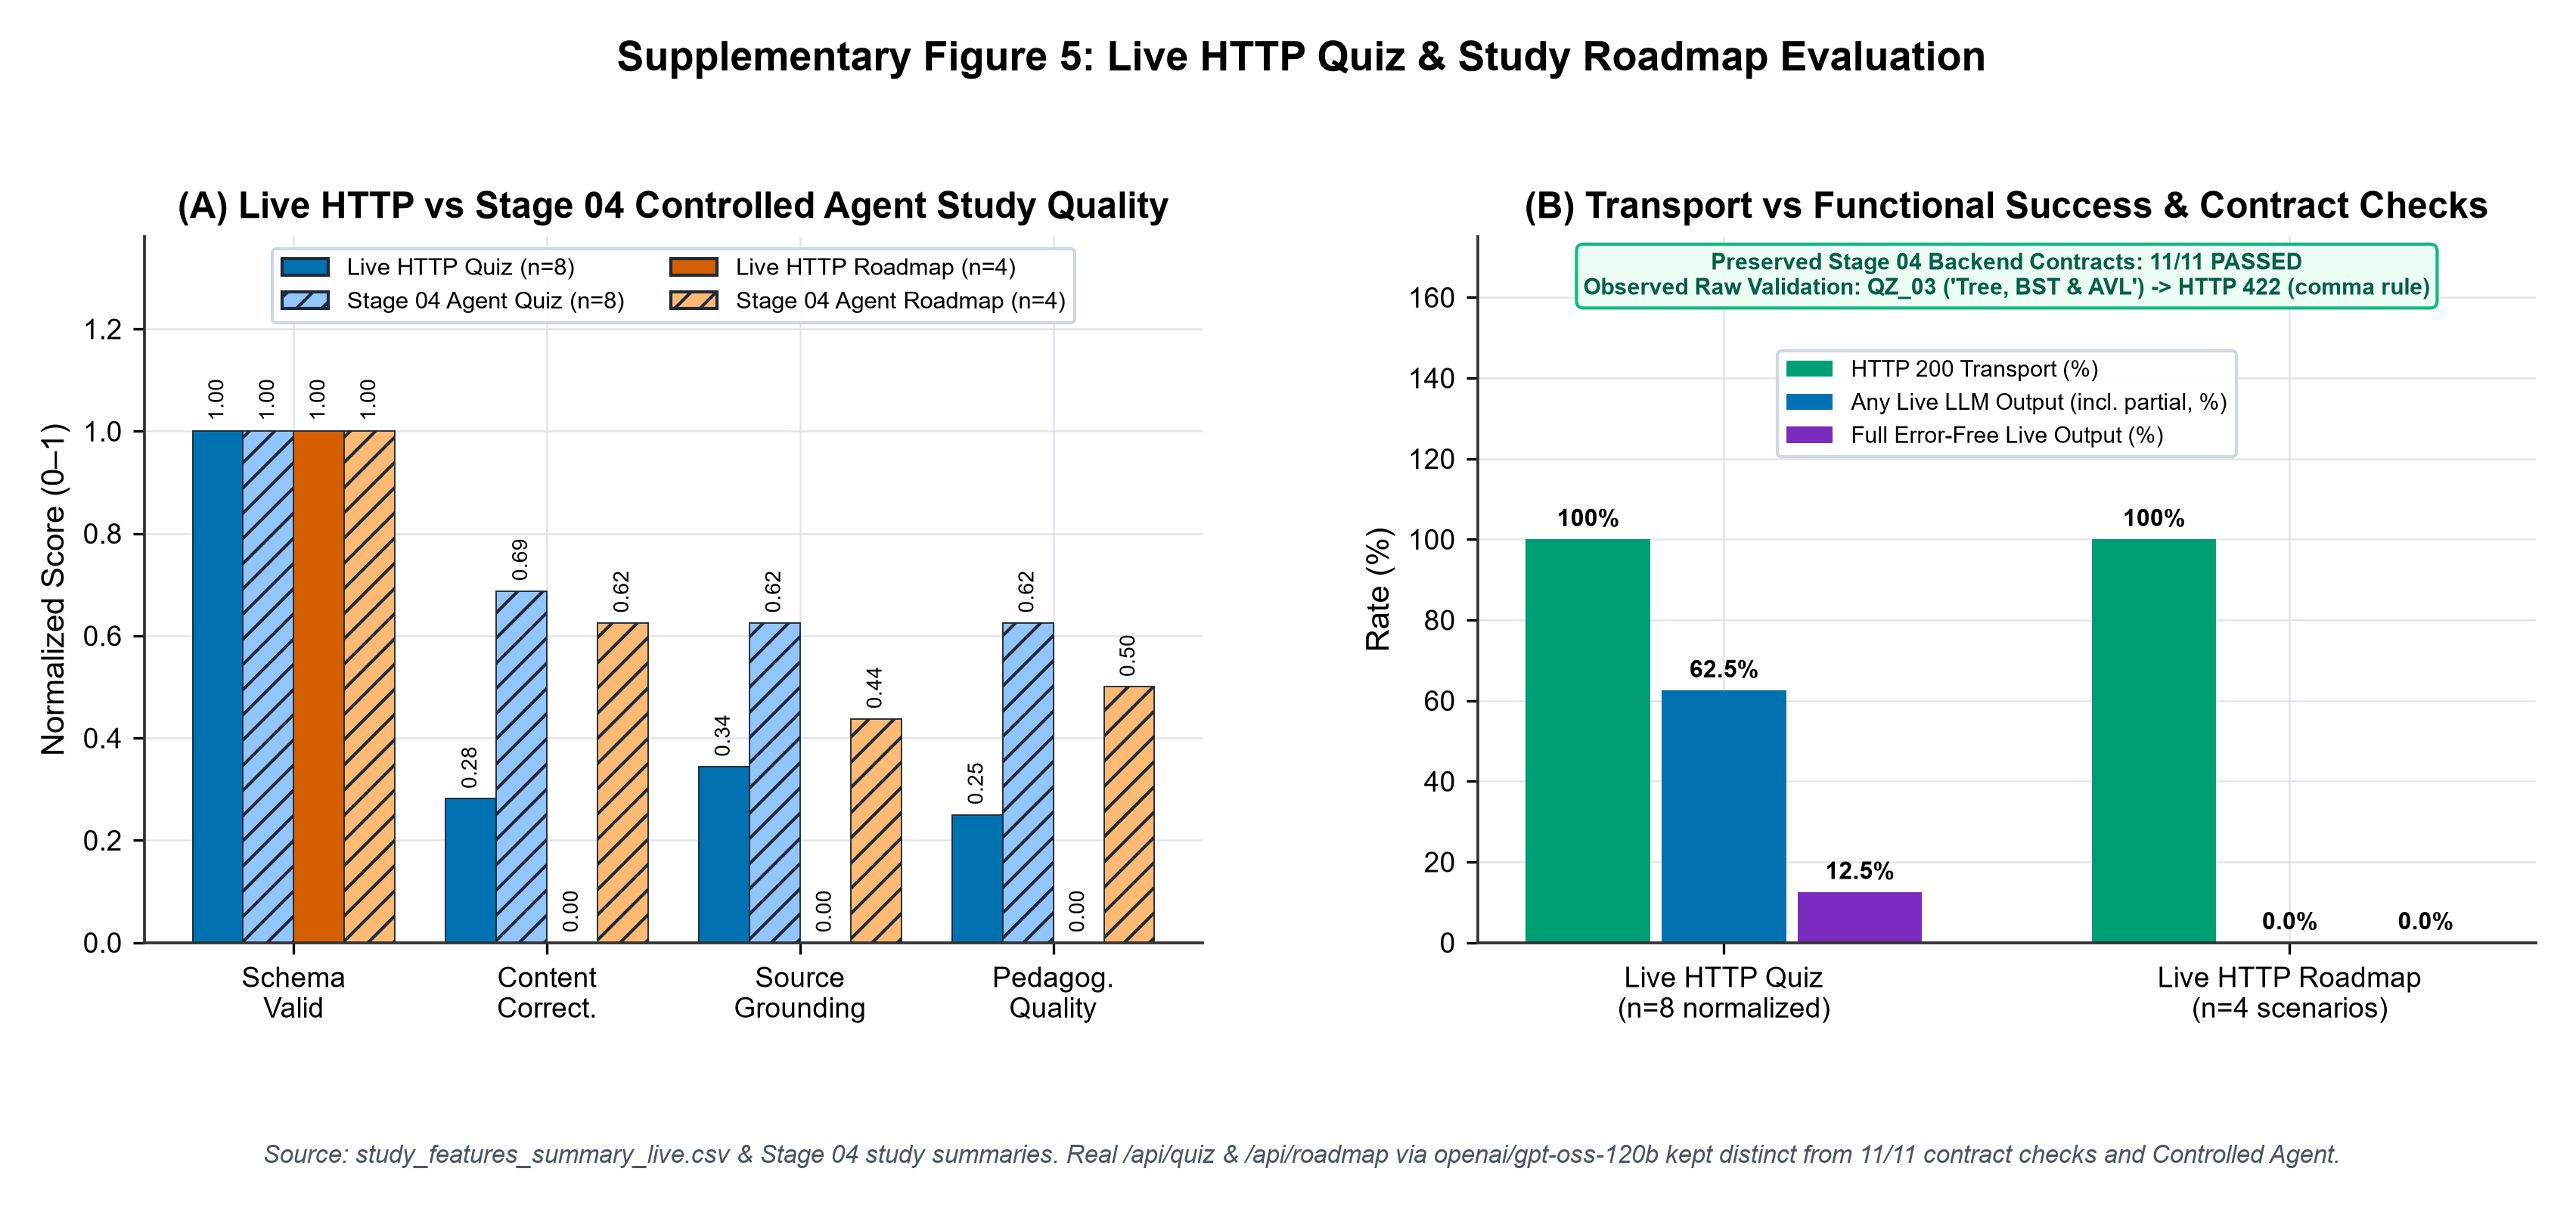 Supplementary Figure 5: Live HTTP Quiz & Study Roadmap Evaluation
(A) Live HTTP vs Stage 04 Controlled Agent Study Quality
Live HTTP Quiz (n=8)
Stage 04 Agent Quiz (n=8)
Live HTTP Roadmap (n=4)
Stage 04 Agent Roadmap (n=4)
Normalized Score (0–1)
1.2
1.0
0.8
0.6
0.4
0.2
0.0
1.00
1.00
1.00
1.00
0.28
0.69
0.00
0.62
0.34
0.62
0.00
0.44
0.25
0.62
0.00
0.50
Schema
Valid
Content
Correct.
Source
Grounding
Pedagog.
Quality
(B) Transport vs Functional Success & Contract Checks
Preserved Stage 04 Backend Contracts: 11/11 PASSED
Observed Raw Validation: QZ_03 ('Tree, BST & AVL') -> HTTP 422 (comma rule)
HTTP 200 Transport (%)
Any Live LLM Output (incl. partial, %)
Full Error-Free Live Output (%)
Rate (%)
160
140
120
100
80
60
40
20
0
100%
62.5%
12.5%
100%
0.0%
0.0%
Live HTTP Quiz
(n=8 normalized)
Live HTTP Roadmap
(n=4 scenarios)
Source: study_features_summary_live.csv & Stage 04 study summaries. Real /api/quiz & /api/roadmap via openai/gpt-oss-120b kept distinct from 11/11 contract checks and Controlled Agent.